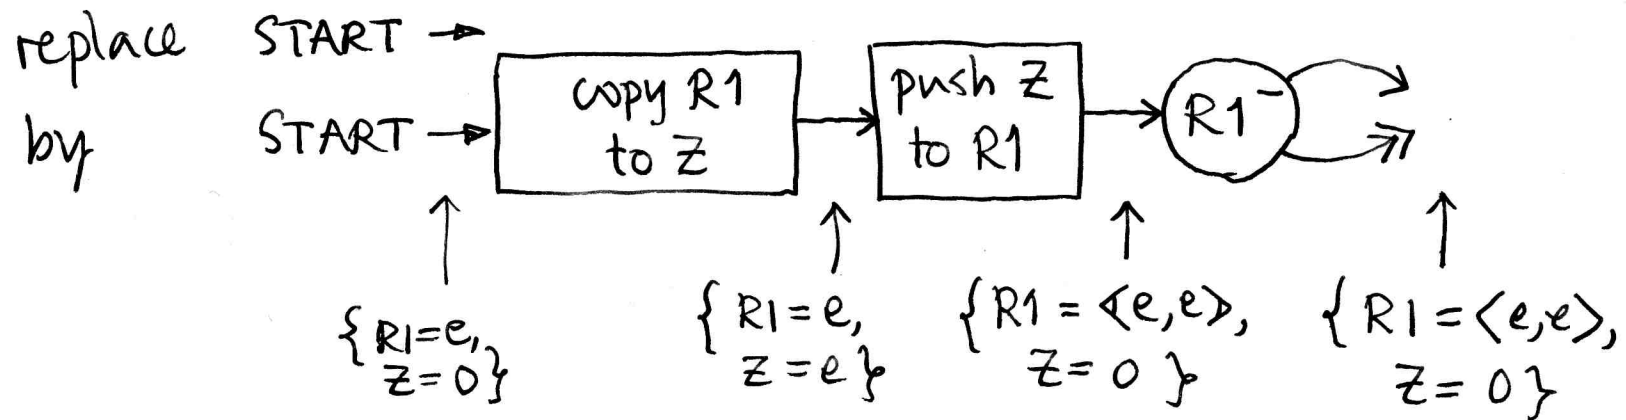 replace START →
by START → copy R1 to Z → push Z to R1 → R1⁻
{R1=e, Z=0}
{R1=e, Z=e}
{R1=⟪e,e⟫, Z=0}
{R1=⟨e,e⟩, Z=0}